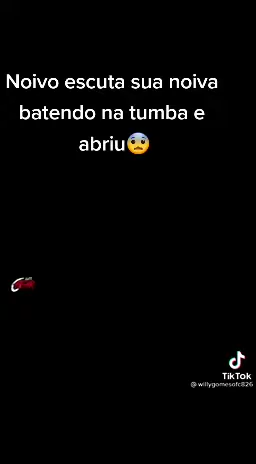 Noivo escuta sua noiva
batendo na tumba e
abriu😨
TikTok
@willygomesofc826